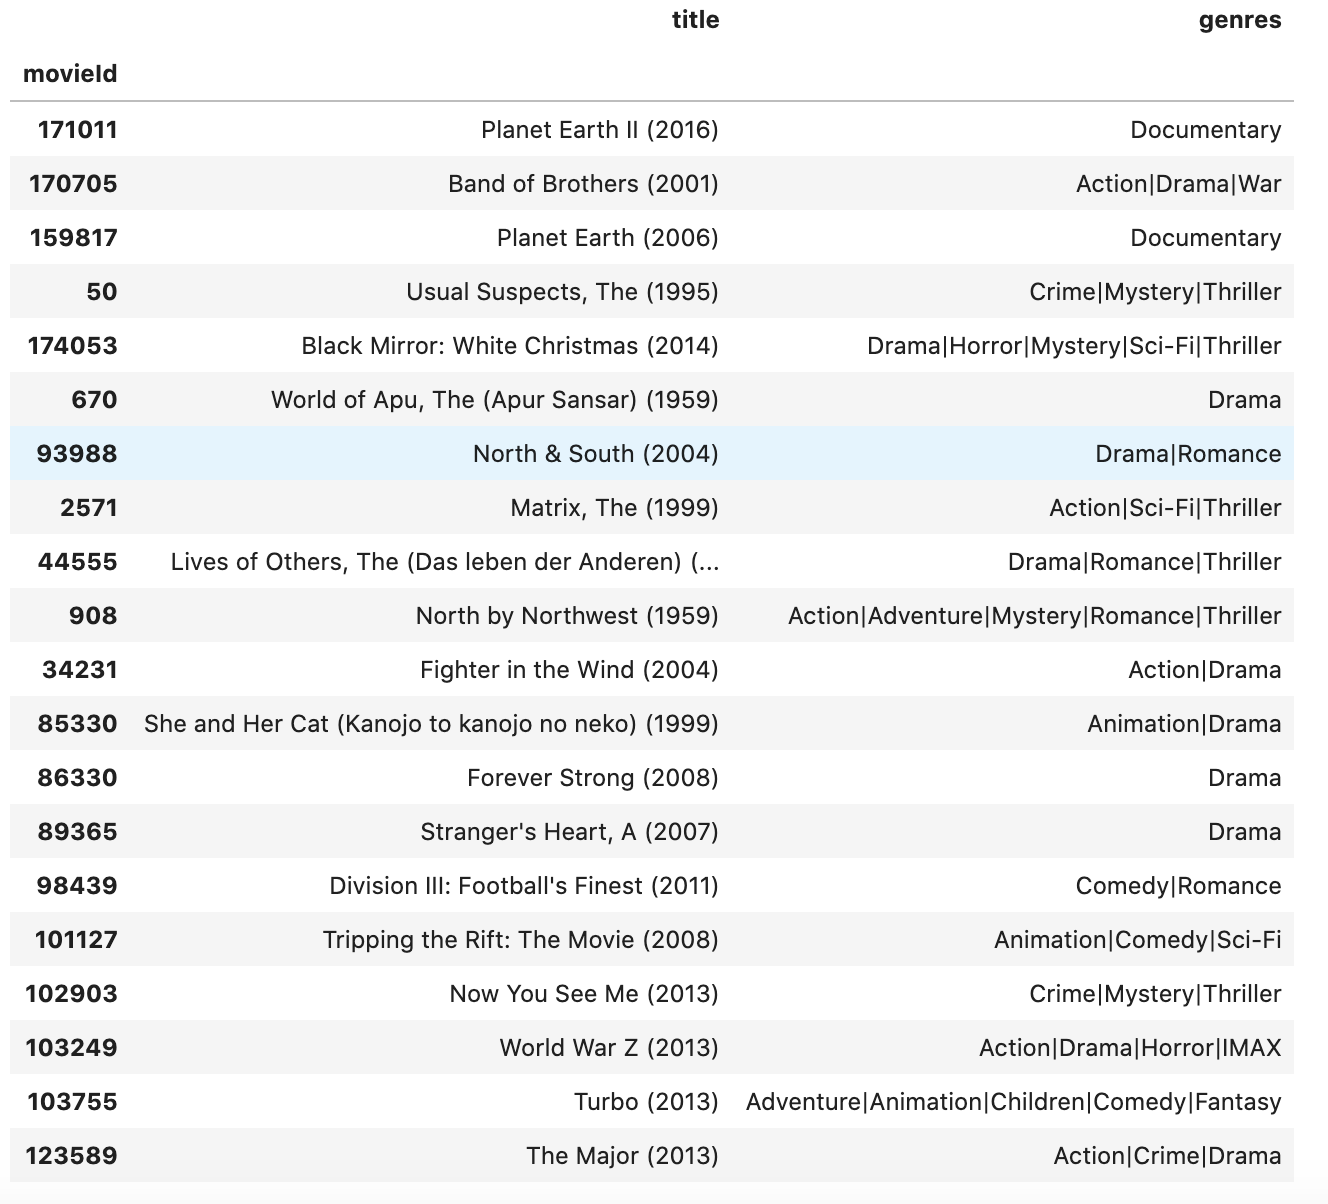 title genres
movieId
171011 Planet Earth II (2016) Documentary
170705 Band of Brothers (2001) Action|Drama|War
159817 Planet Earth (2006) Documentary
50 Usual Suspects, The (1995) Crime|Mystery|Thriller
174053 Black Mirror: White Christmas (2014) Drama|Horror|Mystery|Sci-Fi|Thriller
670 World of Apu, The (Apur Sansar) (1959) Drama
93988 North & South (2004) Drama|Romance
2571 Matrix, The (1999) Action|Sci-Fi|Thriller
44555 Lives of Others, The (Das leben der Anderen) (... Drama|Romance|Thriller
908 North by Northwest (1959) Action|Adventure|Mystery|Romance|Thriller
34231 Fighter in the Wind (2004) Action|Drama
85330 She and Her Cat (Kanojo to kanojo no neko) (1999) Animation|Drama
86330 Forever Strong (2008) Drama
89365 Stranger's Heart, A (2007) Drama
98439 Division III: Football's Finest (2011) Comedy|Romance
101127 Tripping the Rift: The Movie (2008) Animation|Comedy|Sci-Fi
102903 Now You See Me (2013) Crime|Mystery|Thriller
103249 World War Z (2013) Action|Drama|Horror|IMAX
103755 Turbo (2013) Adventure|Animation|Children|Comedy|Fantasy
123589 The Major (2013) Action|Crime|Drama